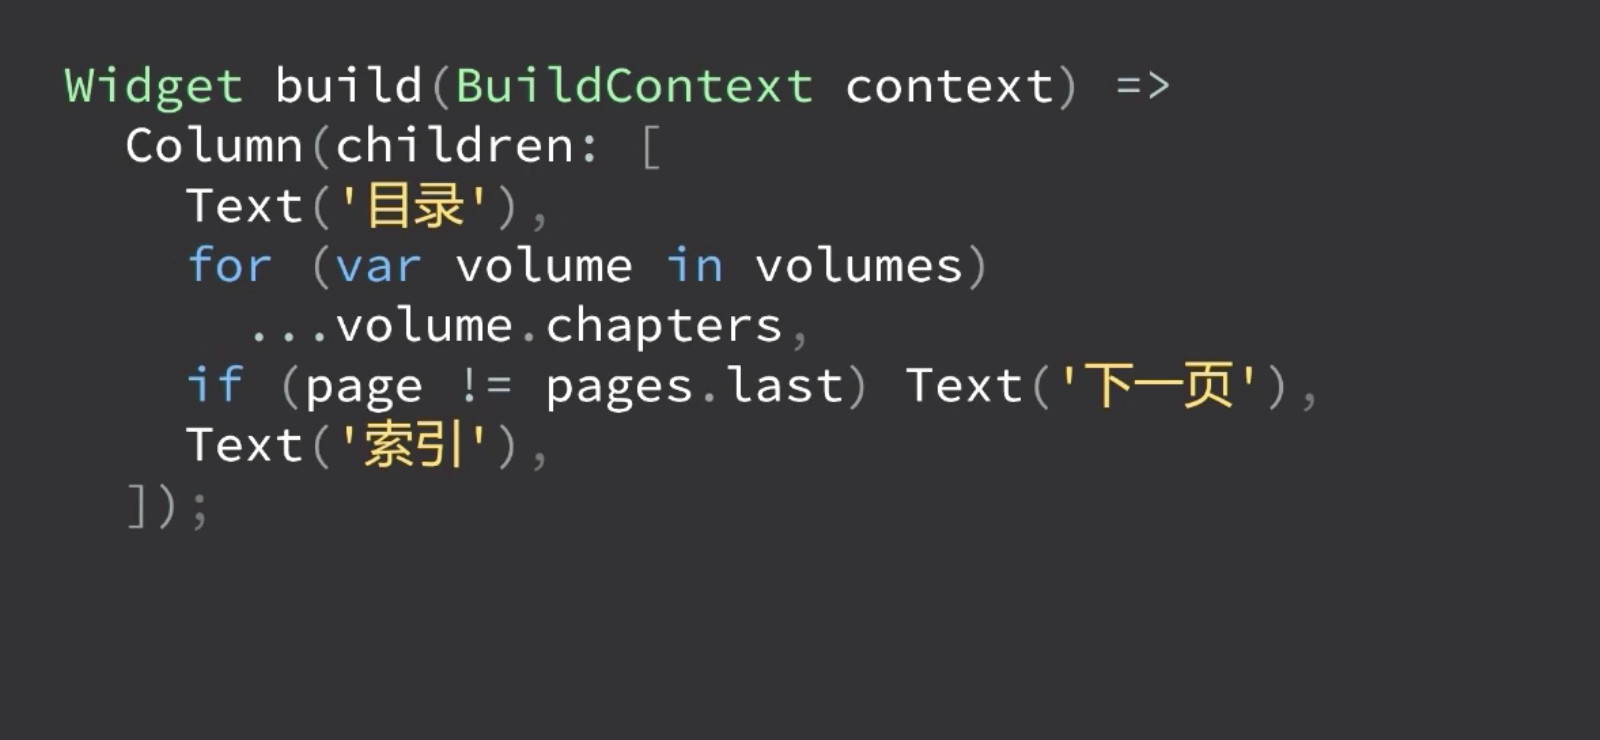 Widget build(BuildContext context) =>
  Column(children: [
    Text('目录'),
    for (var volume in volumes)
      ...volume.chapters,
    if (page != pages.last) Text('下一页'),
    Text('索引'),
  ]);